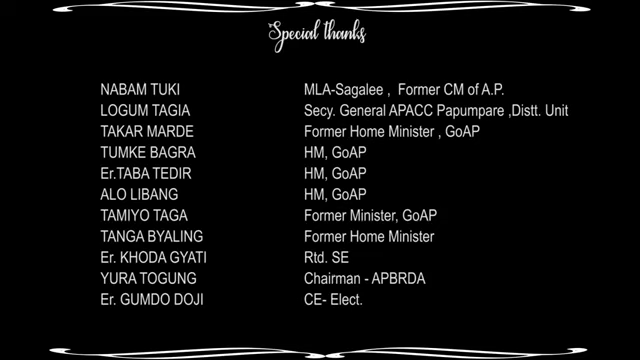 Special thanks
NABAM TUKI MLA-Sagalee , Former CM of A.P.
LOGUM TAGIA Secy. General APACC Papumpare ,Distt. Unit
TAKAR MARDE Former Home Minister , GoAP
TUMKE BAGRA HM, GoAP
Er.TABA TEDIR HM, GoAP
ALO LIBANG HM, GoAP
TAMIYO TAGA Former Minister, GoAP
TANGA BYALING Former Home Minister
Er. KHODA GYATI Rtd. SE
YURA TOGUNG Chairman - APBRDA
Er. GUMDO DOJI CE- Elect.